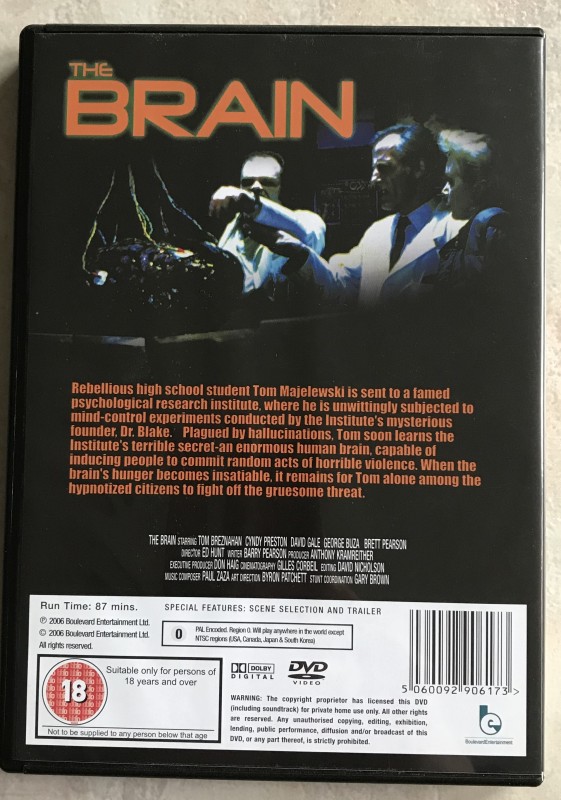 THE
BRAIN
Rebellious high school student Tom Majelewski is sent to a famed
psychological research institute, where he is unwittingly subjected to
mind-control experiments conducted by the Institute's mysterious
founder, Dr. Blake. Plagued by hallucinations, Tom soon learns the
Institute's terrible secret-an enormous human brain, capable of
inducing people to commit random acts of horrible violence. When the
brain's hunger becomes insatiable, it remains for Tom alone among the
hypnotized citizens to fight off the gruesome threat.
THE BRAIN STARRING TOM BREZNAHAN CYNDY PRESTON DAVID GALE GEORGE BUZA BRETT PEARSON
DIRECTOR ED HUNT WRITER BARRY PEARSON PRODUCER ANTHONY KRAMREITHER
EXECUTIVE PRODUCER DON HAIG CINEMATOGRAPHY GILLES CORBEIL EDITING DAVID NICHOLSON
MUSIC COMPOSER PAUL ZAZA ART DIRECTION BYRON PATCHETT STUNT COORDINATION GARY BROWN
Run Time: 87 mins.
SPECIAL FEATURES: SCENE SELECTION AND TRAILER
℗ 2006 Boulevard Entertainment Ltd.
© 2006 Boulevard Entertainment Ltd.
All rights reserved.
0
PAL Encoded. Region 0. Will play anywhere in the world except
NTSC regions (USA, Canada, Japan & South Korea)
18
Suitable only for persons of
18 years and over
Not to be supplied to any person below that age
DOLBY
DIGITAL
DVD
VIDEO
WARNING: The copyright proprietor has licensed this DVD
(including soundtrack) for private home use only. All other rights
are reserved. Any unauthorised copying, editing, exhibition,
lending, public performance, diffusion and/or broadcast of this
DVD, or any part thereof, is strictly prohibited.
5 060092 906173 >
BoulevardEntertainment